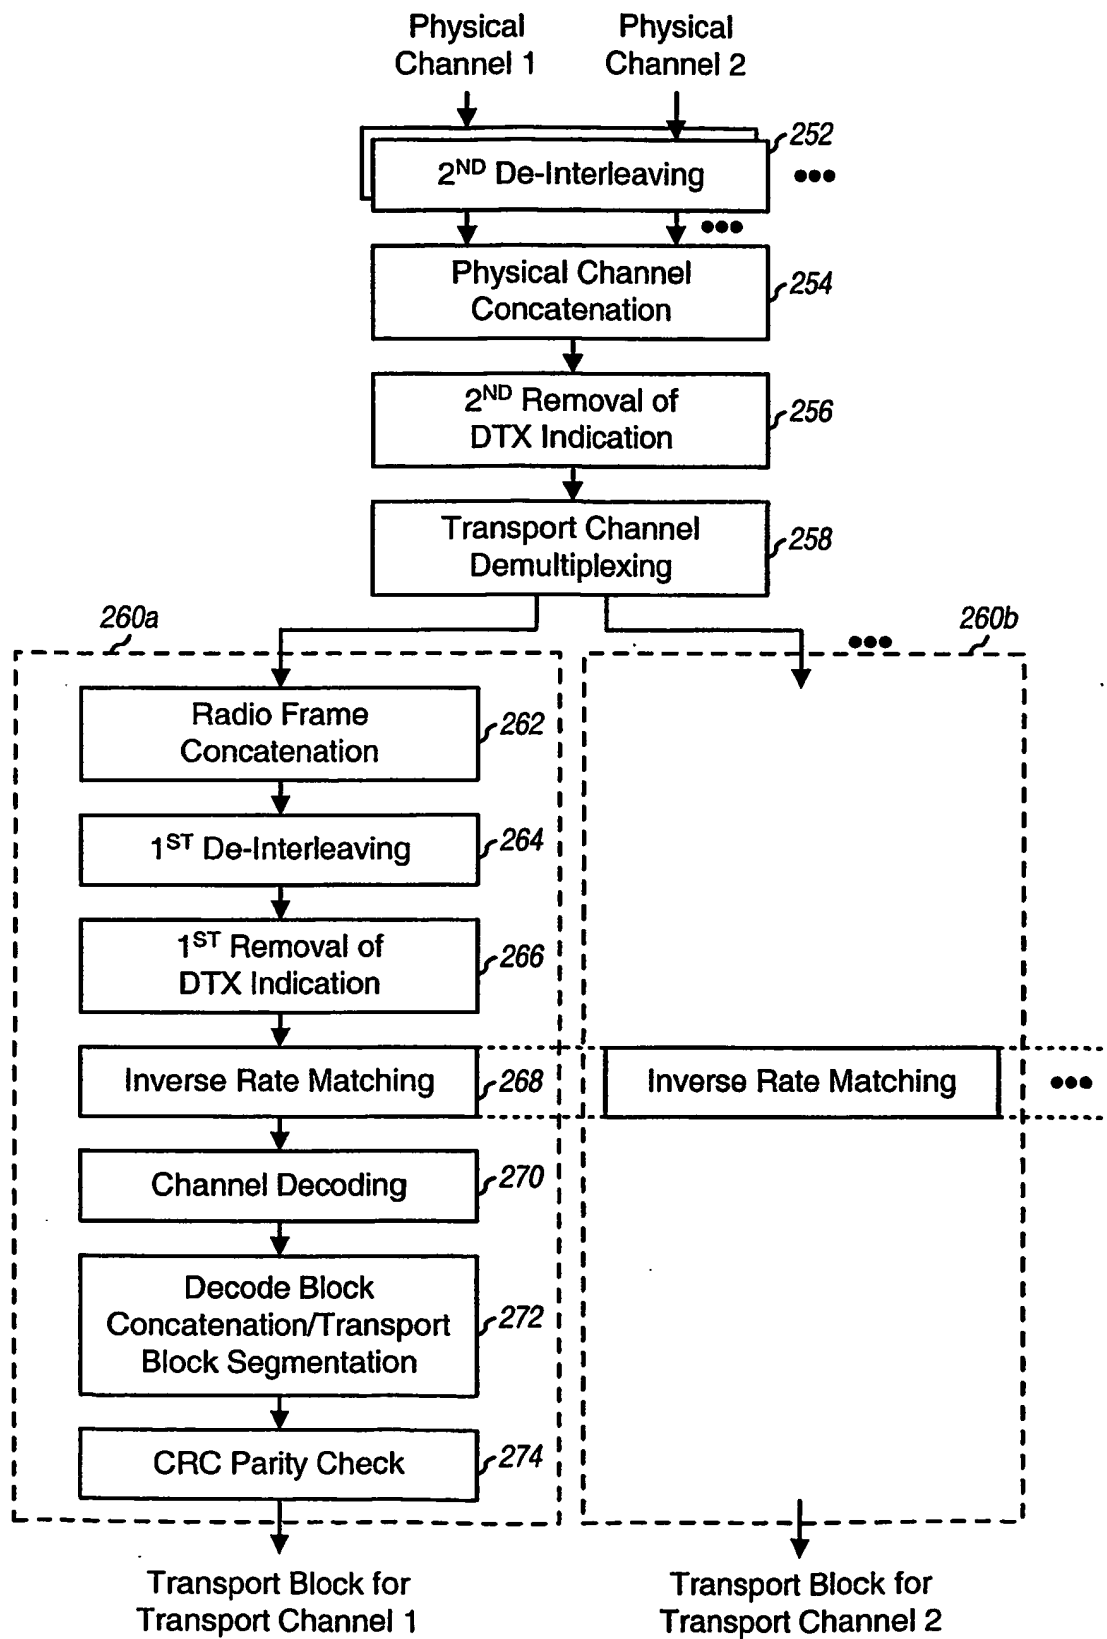 Physical
Channel 1
Physical
Channel 2
252
2ND De-Interleaving
Physical Channel
Concatenation
254
2ND Removal of
DTX Indication
256
Transport Channel
Demultiplexing
258
260a
260b
Radio Frame
Concatenation
262
1ST De-Interleaving
264
1ST Removal of
DTX Indication
266
Inverse Rate Matching
268
Inverse Rate Matching
Channel Decoding
270
Decode Block
Concatenation/Transport
Block Segmentation
272
CRC Parity Check
274
Transport Block for
Transport Channel 1
Transport Block for
Transport Channel 2